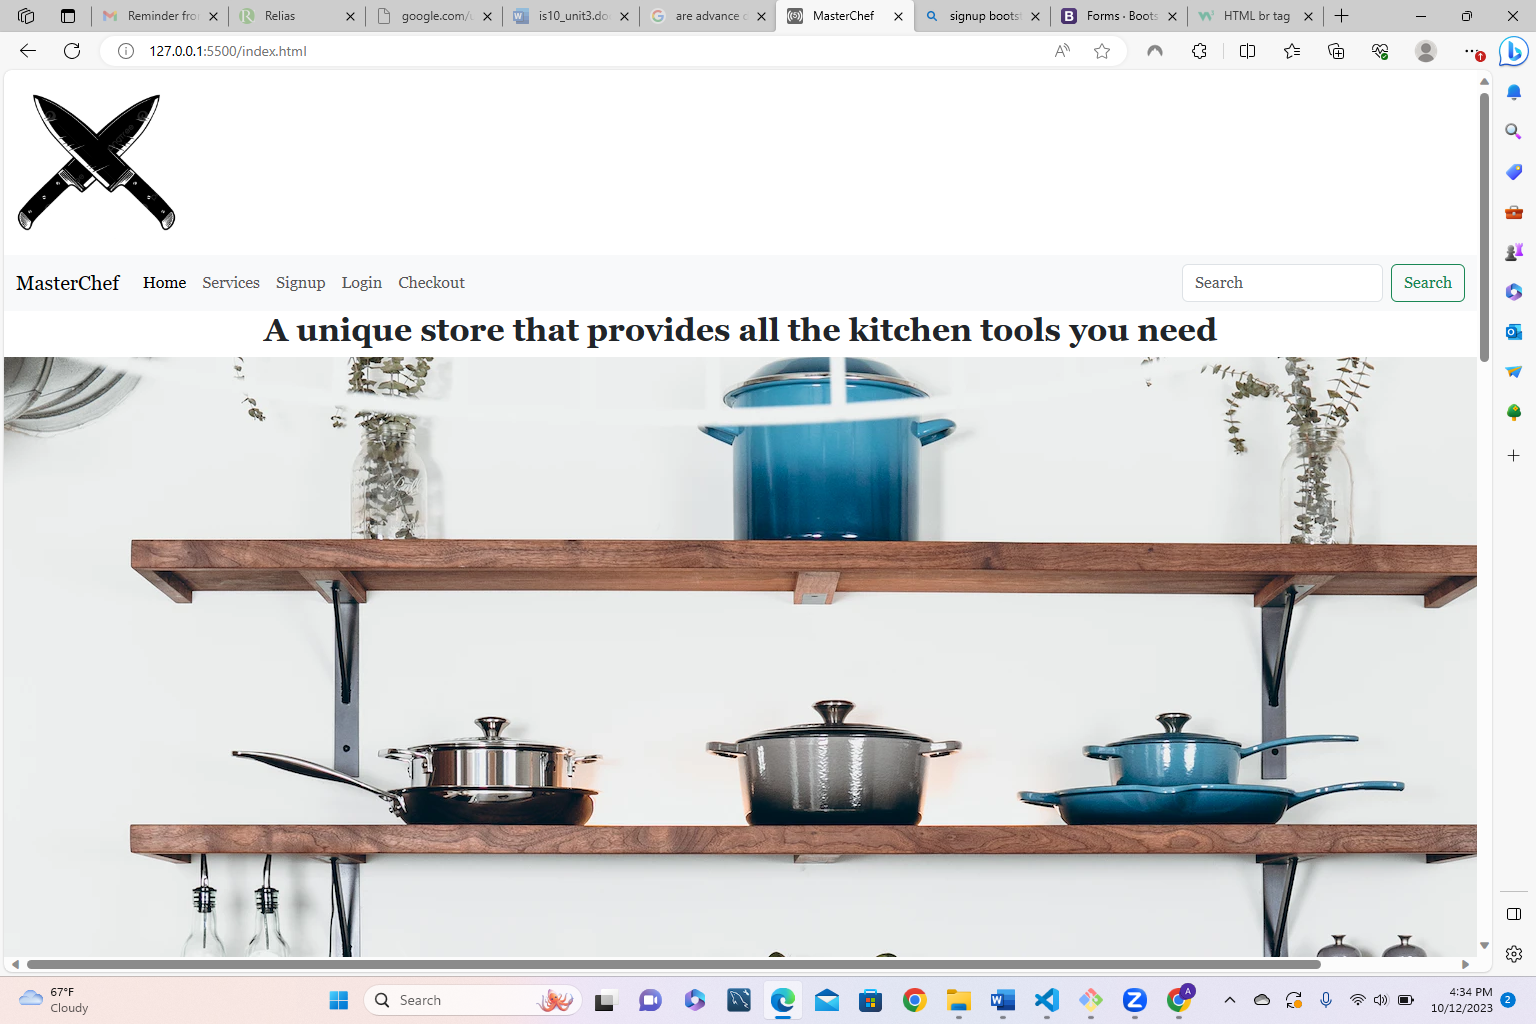 Reminder fro
Relias
google.com/u
is10_unit3.do
are advance c
MasterChef
signup boots
Forms · Boots
HTML br tag
127.0.0.1:5500/index.html
MasterChef
Home
Services
Signup
Login
Checkout
Search
Search
A unique store that provides all the kitchen tools you need
67°F
Cloudy
Search
A
4:34 PM
10/12/2023
2